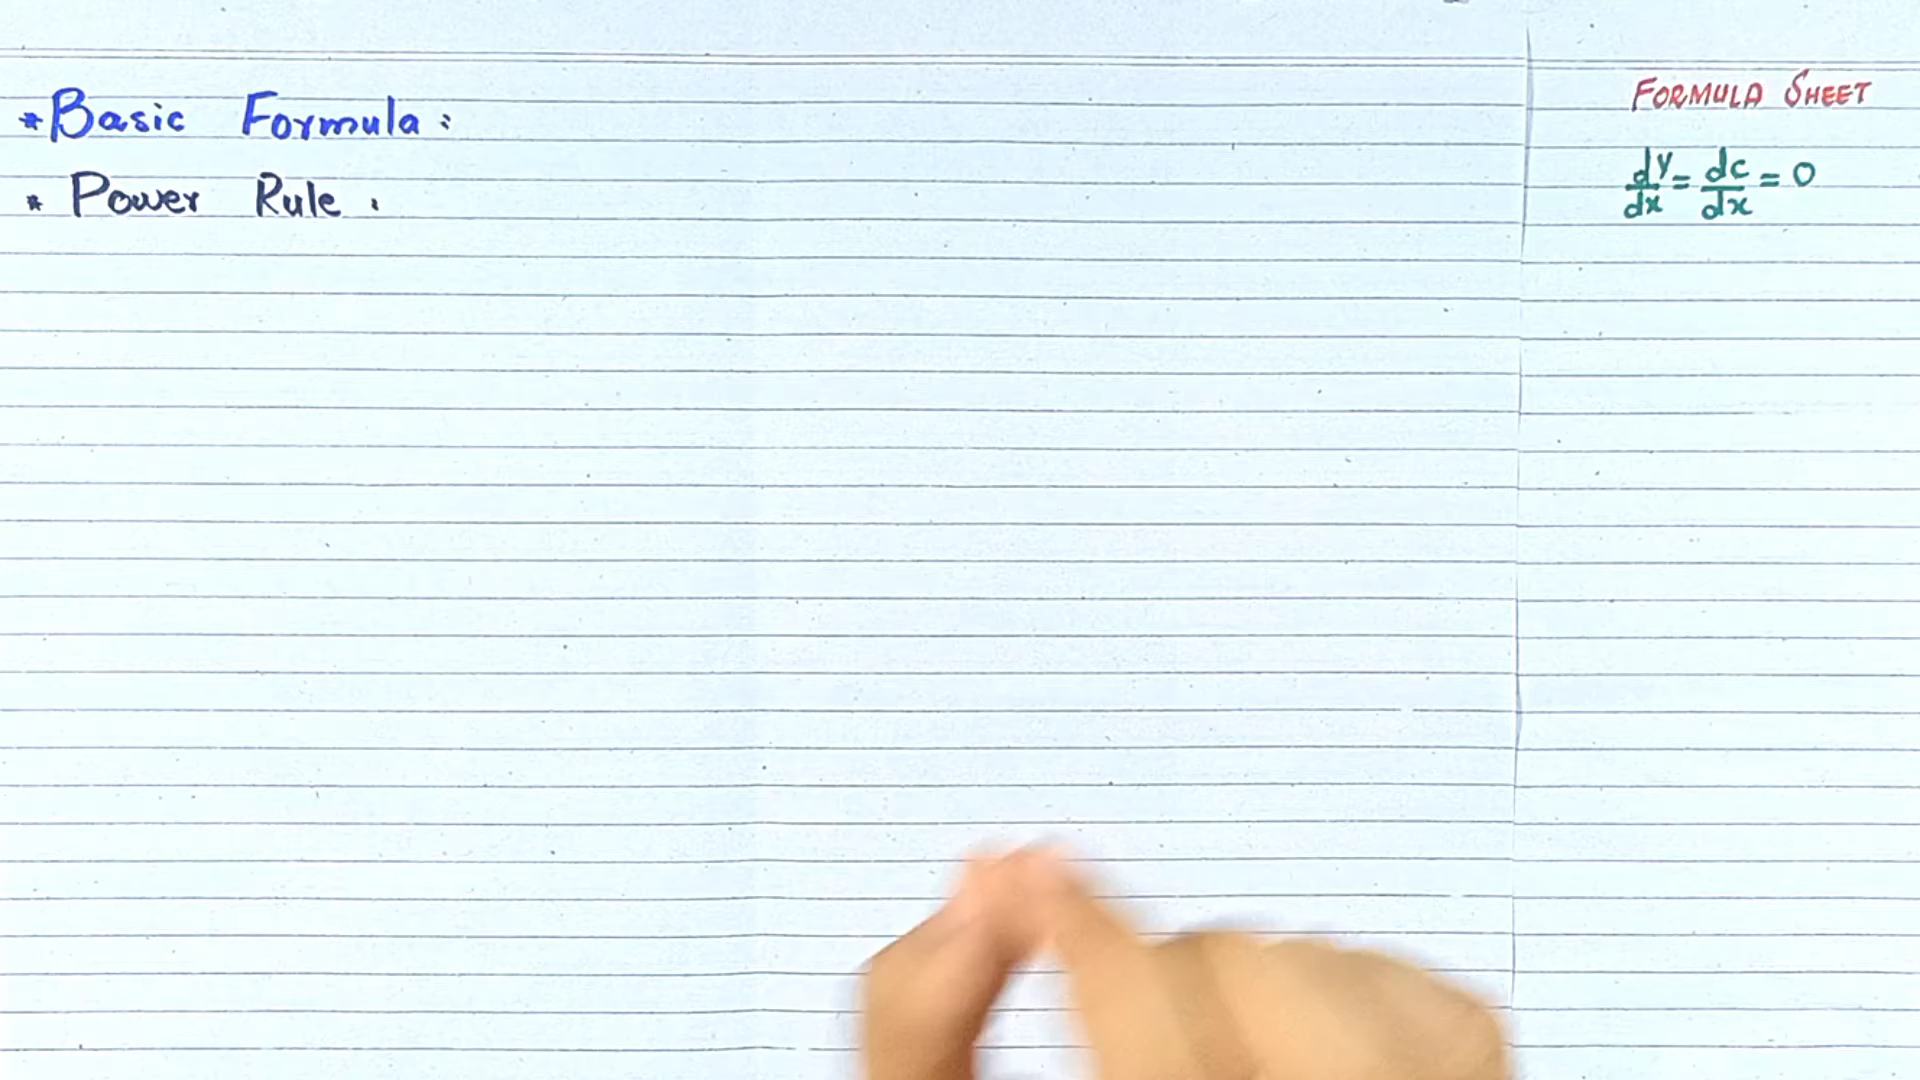 *Basic Formula:
* Power Rule :
FORMULA SHEET
dy/dx = dc/dx = 0